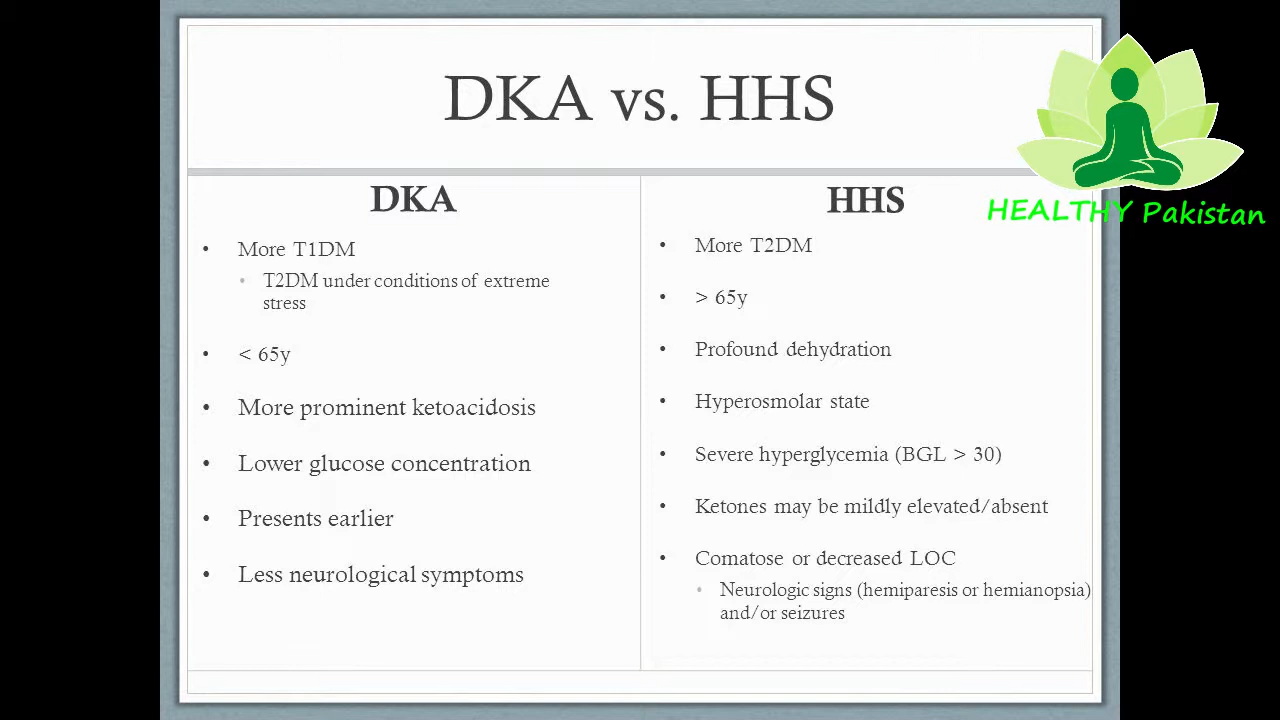 DKA vs. HHS
HEALTHY Pakistan
DKA
• More T1DM
• T2DM under conditions of extreme
stress
• < 65y
• More prominent ketoacidosis
• Lower glucose concentration
• Presents earlier
• Less neurological symptoms
HHS
• More T2DM
• > 65y
• Profound dehydration
• Hyperosmolar state
• Severe hyperglycemia (BGL > 30)
• Ketones may be mildly elevated/absent
• Comatose or decreased LOC
• Neurologic signs (hemiparesis or hemianopsia)
and/or seizures